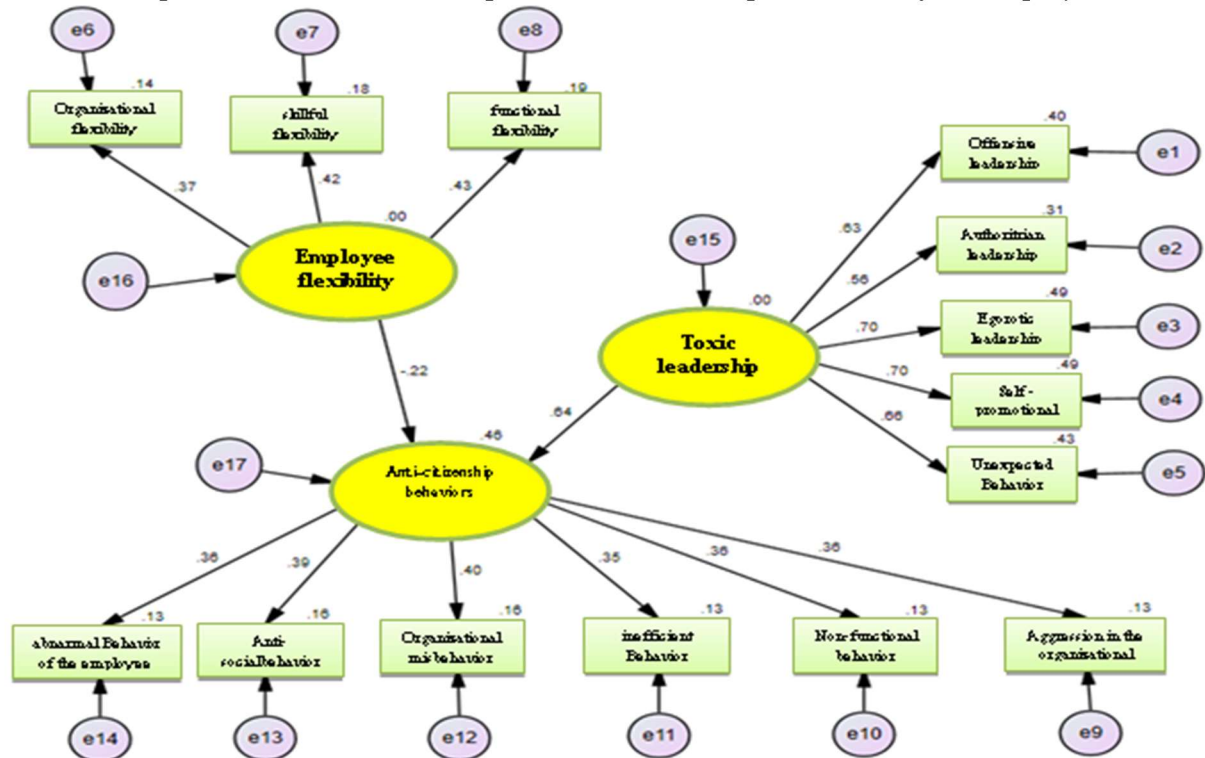 e6
e7
e8
.14
.18
.19
Organisational
flexibility
skillful
flexibility
functional
flexibility
.37
.42
.43
.00
Employee
flexibility
e16
-.22
e15
.00
Toxic
leadership
.64
.63
.56
.70
.70
.66
.40
Offensive
leadership
e1
.31
Authoritrian
leadership
e2
.49
Egorotic
leadership
e3
.49
Self -
promotional
e4
.43
Unexpected
Behavior
e5
e17
.46
Anti-citizenship
behaviors
.36
.39
.40
.35
.36
.36
.13
.16
.16
.13
.13
.13
abnarmal Behavior
of the employee
Anti-
socialbehavior
Organisational
misbehavior
inefficient
Behavior
Non-functional
behavior
Aggression in the
organisational
e14
e13
e12
e11
e10
e9